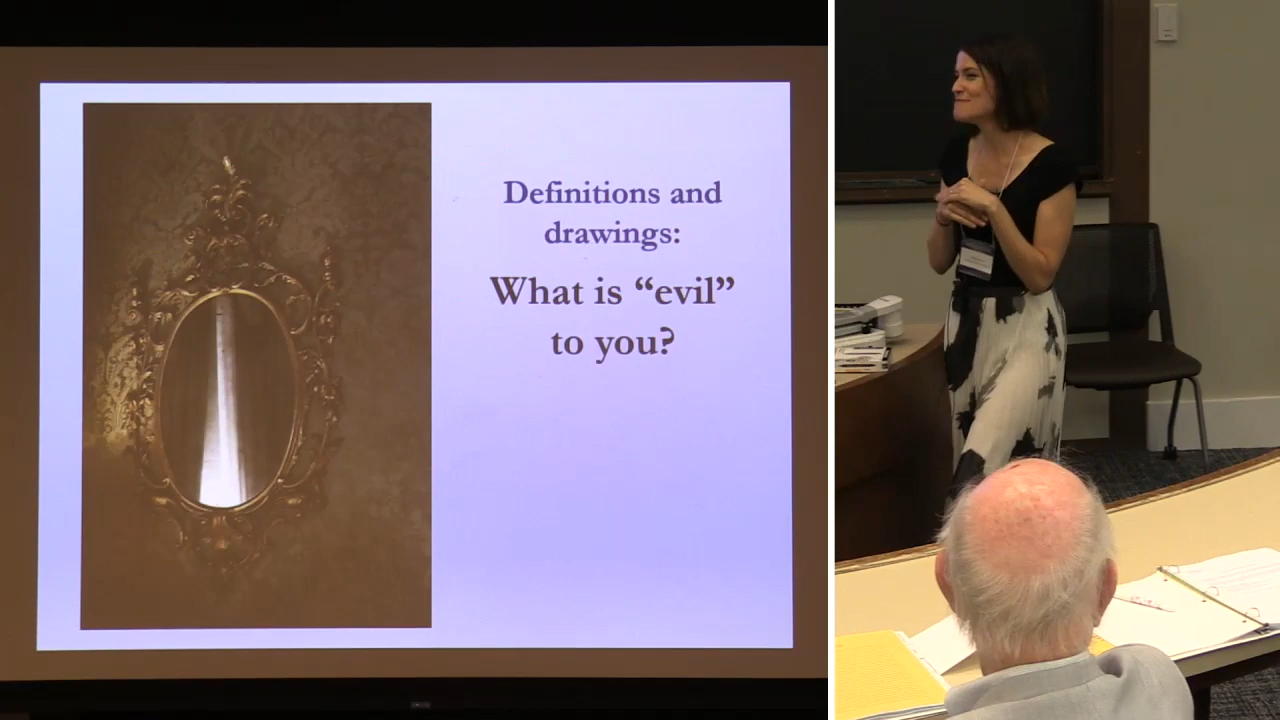 Definitions and
drawings:
What is “evil”
to you?